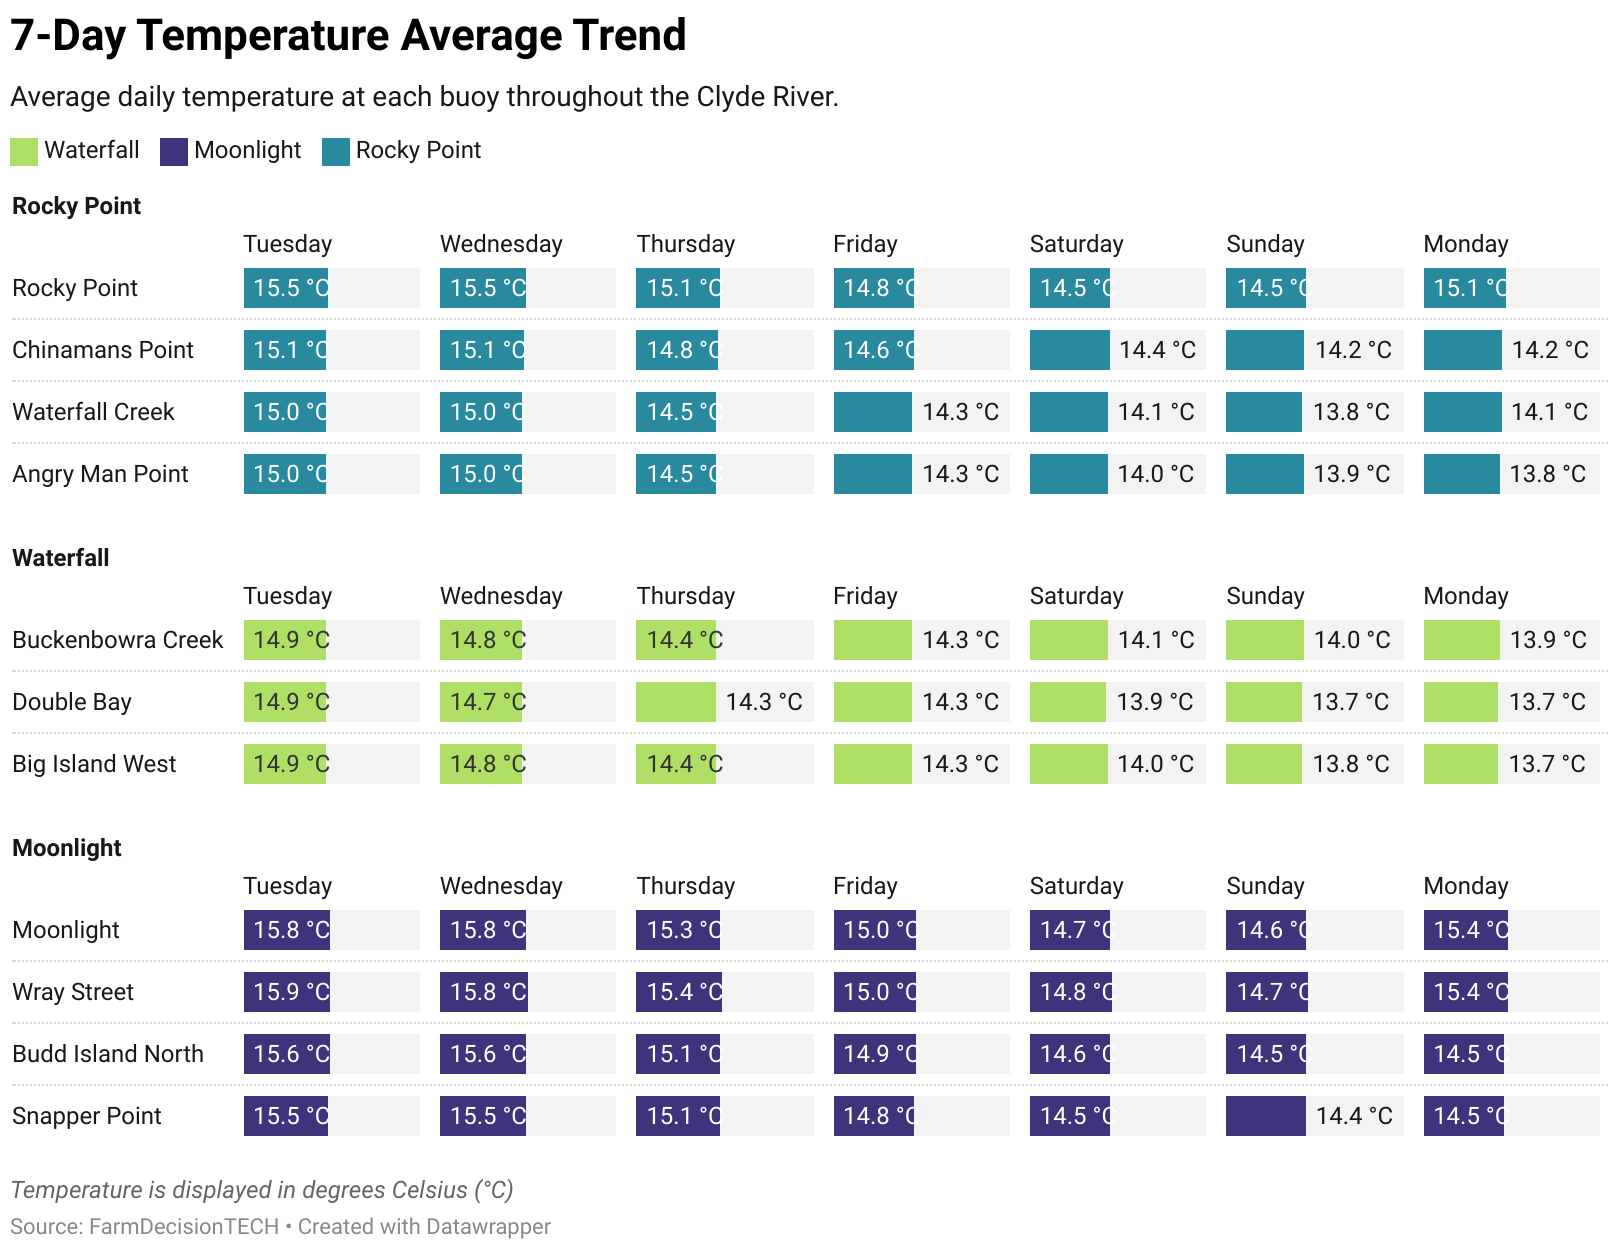 7-Day Temperature Average Trend
Average daily temperature at each buoy throughout the Clyde River.
Waterfall Moonlight Rocky Point
Rocky Point
Tuesday Wednesday Thursday Friday Saturday Sunday Monday
Rocky Point 15.5 °C 15.5 °C 15.1 °C 14.8 °C 14.5 °C 14.5 °C 15.1 °C
Chinamans Point 15.1 °C 15.1 °C 14.8 °C 14.6 °C 14.4 °C 14.2 °C 14.2 °C
Waterfall Creek 15.0 °C 15.0 °C 14.5 °C 14.3 °C 14.1 °C 13.8 °C 14.1 °C
Angry Man Point 15.0 °C 15.0 °C 14.5 °C 14.3 °C 14.0 °C 13.9 °C 13.8 °C
Waterfall
Tuesday Wednesday Thursday Friday Saturday Sunday Monday
Buckenbowra Creek 14.9 °C 14.8 °C 14.4 °C 14.3 °C 14.1 °C 14.0 °C 13.9 °C
Double Bay 14.9 °C 14.7 °C 14.3 °C 14.3 °C 13.9 °C 13.7 °C 13.7 °C
Big Island West 14.9 °C 14.8 °C 14.4 °C 14.3 °C 14.0 °C 13.8 °C 13.7 °C
Moonlight
Tuesday Wednesday Thursday Friday Saturday Sunday Monday
Moonlight 15.8 °C 15.8 °C 15.3 °C 15.0 °C 14.7 °C 14.6 °C 15.4 °C
Wray Street 15.9 °C 15.8 °C 15.4 °C 15.0 °C 14.8 °C 14.7 °C 15.4 °C
Budd Island North 15.6 °C 15.6 °C 15.1 °C 14.9 °C 14.6 °C 14.5 °C 14.5 °C
Snapper Point 15.5 °C 15.5 °C 15.1 °C 14.8 °C 14.5 °C 14.4 °C 14.5 °C
Temperature is displayed in degrees Celsius (°C)
Source: FarmDecisionTECH • Created with Datawrapper